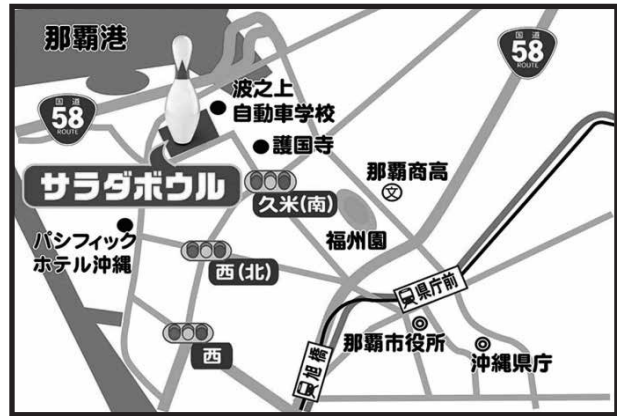 那覇港
国道
58
ROUTE
国道
58
ROUTE
波之上
自動車学校
護国寺
サラダボウル
久米(南)
那覇商高
文
福州園
パシフィック
ホテル沖縄
西(北)
県庁前
西
旭橋
那覇市役所
沖縄県庁